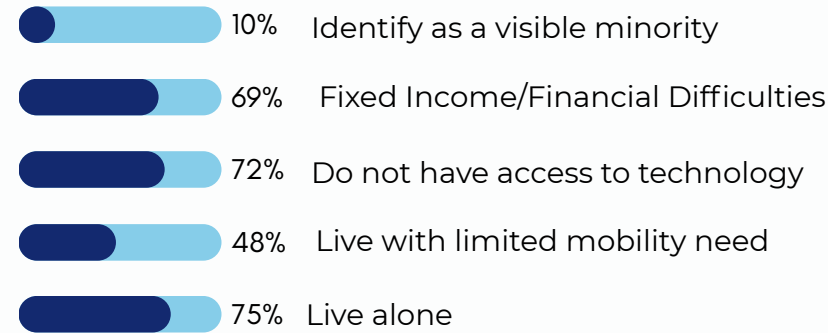 10% Identify as a visible minority
69% Fixed Income/Financial Difficulties
72% Do not have access to technology
48% Live with limited mobility need
75% Live alone